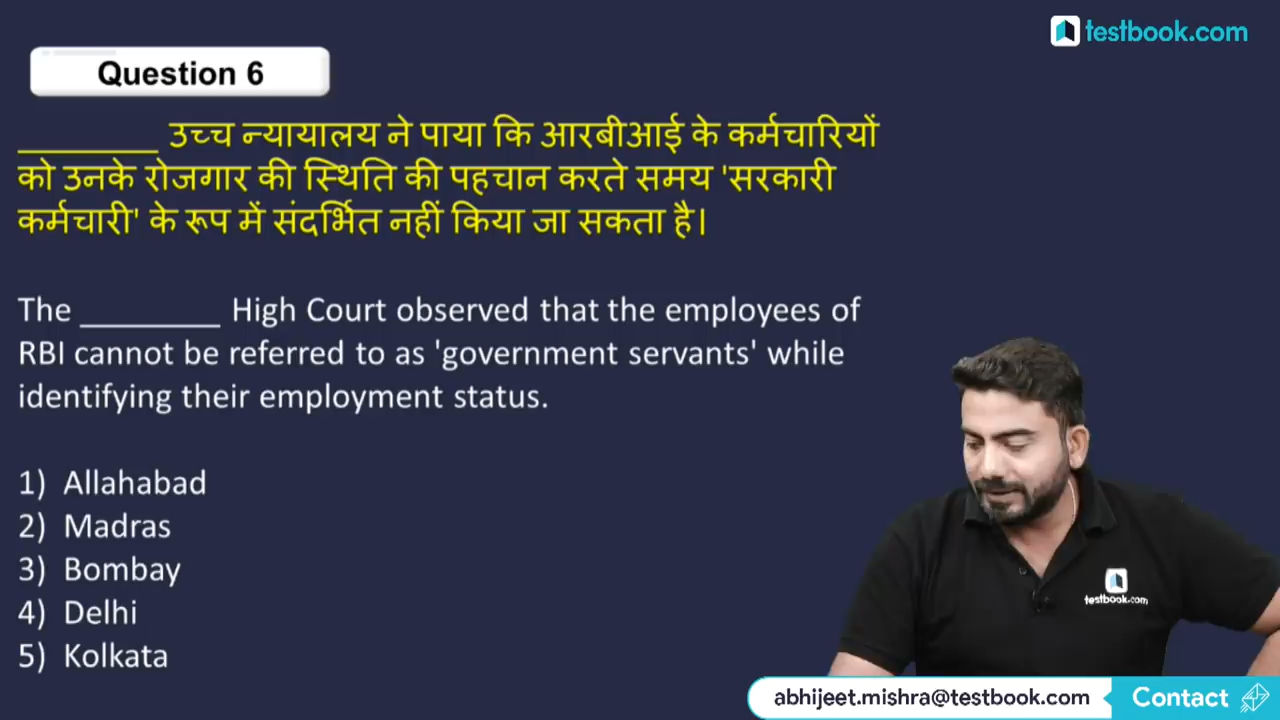 testbook.com
Question 6
________ उच्च न्यायालय ने पाया कि आरबीआई के कर्मचारियों
को उनके रोजगार की स्थिति की पहचान करते समय 'सरकारी
कर्मचारी' के रूप में संदर्भित नहीं किया जा सकता है।
The ________ High Court observed that the employees of
RBI cannot be referred to as 'government servants' while
identifying their employment status.
1) Allahabad
2) Madras
3) Bombay
4) Delhi
5) Kolkata
testbook.com
abhijeet.mishra@testbook.com Contact